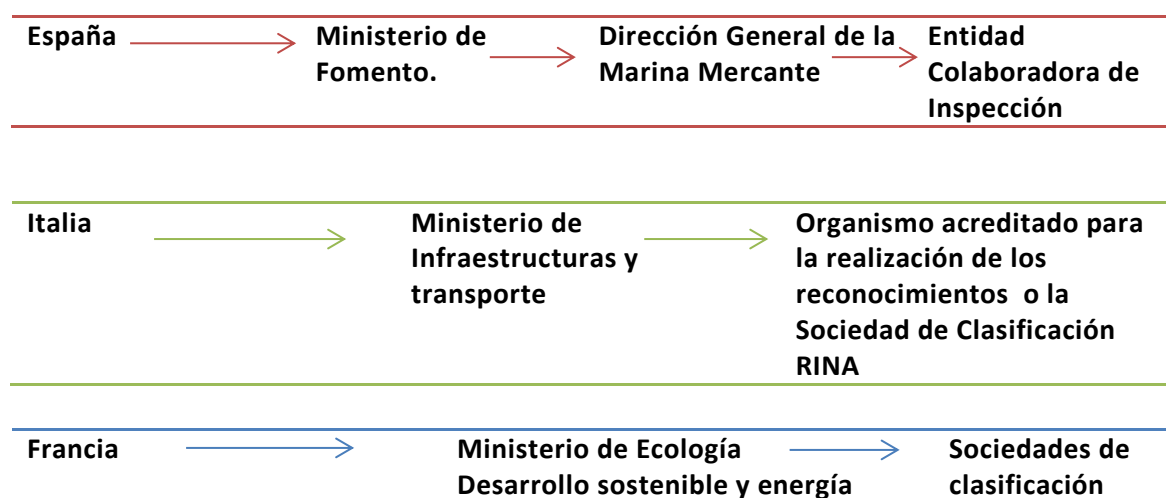 España
Ministerio de
Fomento.
Dirección General de la
Marina Mercante
Entidad
Colaboradora de
Inspección
Italia
Ministerio de
Infraestructuras y
transporte
Organismo acreditado para
la realización de los
reconocimientos o la
Sociedad de Clasificación
RINA
Francia
Ministerio de Ecología
Desarrollo sostenible y energía
Sociedades de
clasificación